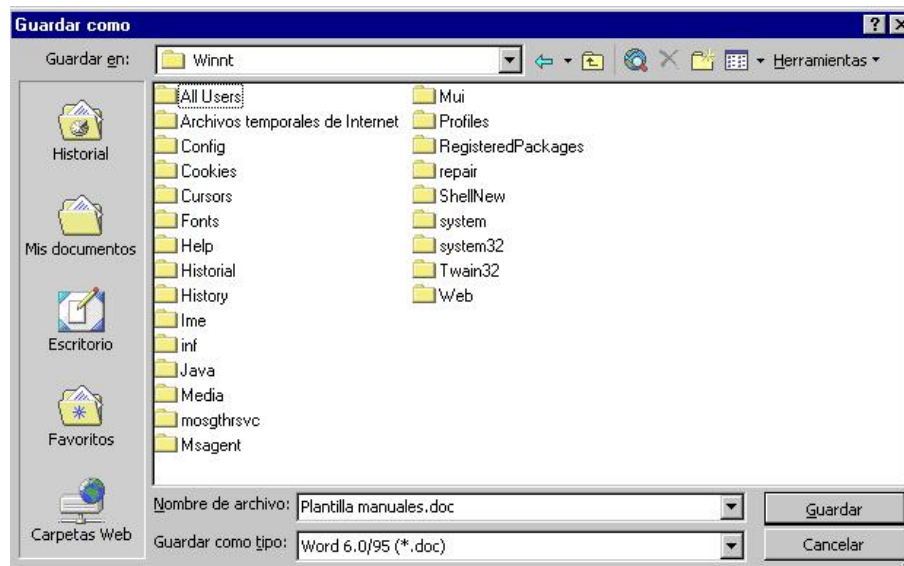 Guardar como
Guardar en:
Winnt
Herramientas
Historial
Mis documentos
Escritorio
Favoritos
Carpetas Web
All Users
Archivos temporales de Internet
Config
Cookies
Cursors
Fonts
Help
Historial
History
Ime
inf
Java
Media
mosgthrsvc
Msagent
Mui
Profiles
RegisteredPackages
repair
ShellNew
system
system32
Twain32
Web
Nombre de archivo: Plantilla manuales.doc
Guardar
Guardar como tipo: Word 6.0/95 (*.doc)
Cancelar